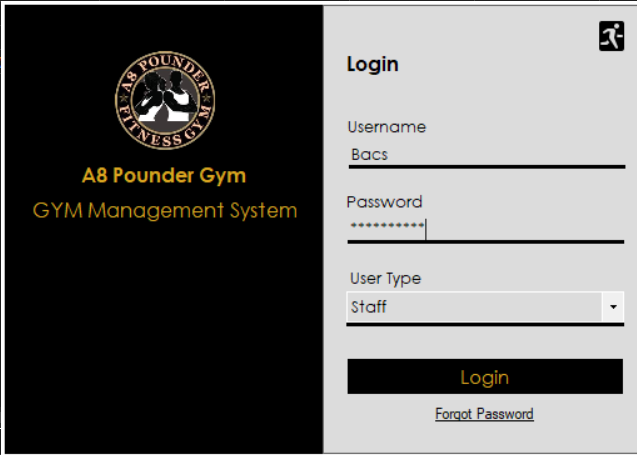 A8 POUNDER
FITNESS GYM
A8 Pounder Gym
GYM Management System
Login
Username
Bacs
Password
**********
User Type
Staff
Login
Forgot Password